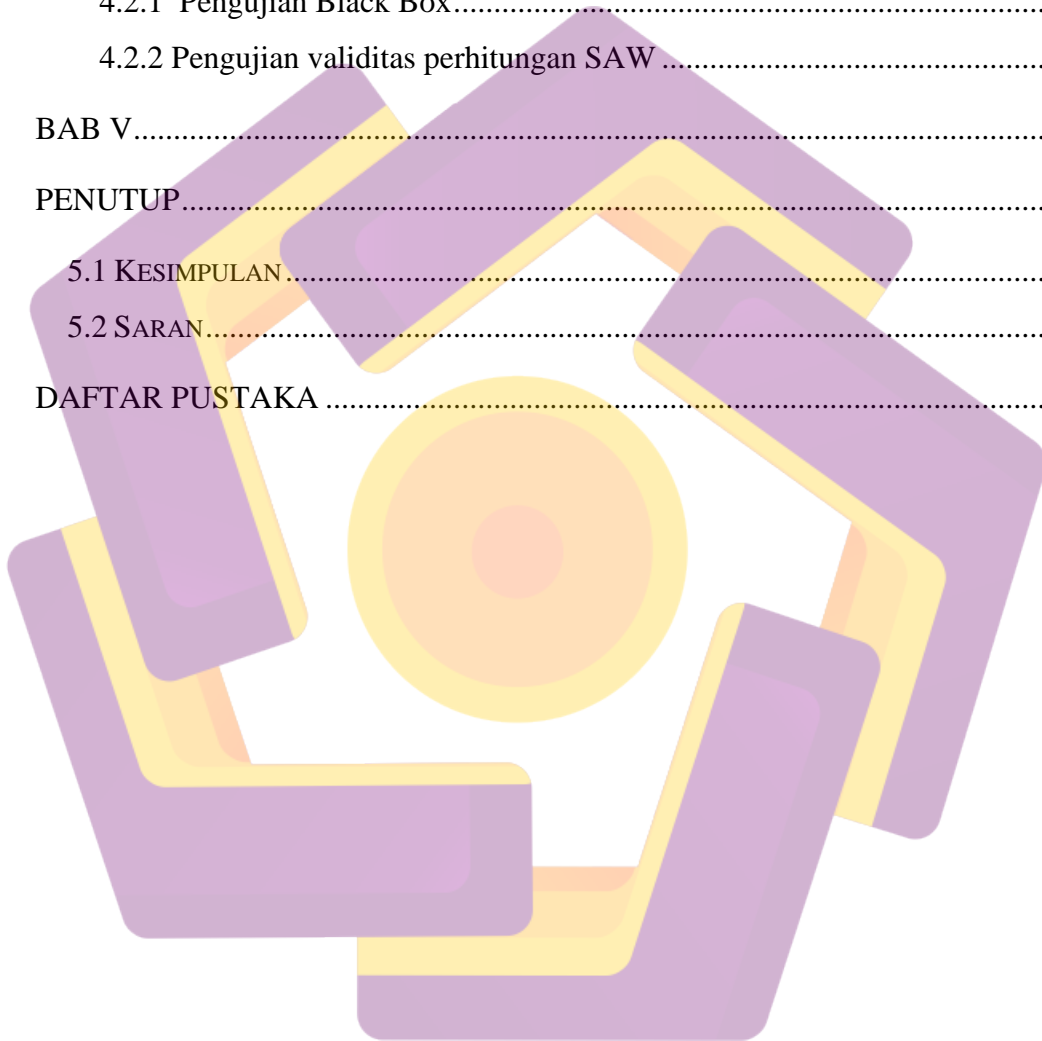 4.2.1 Pengujian Black Box....................................................................
4.2.2 Pengujian validitas perhitungan SAW ...............................................
BAB V....................................................................................................................
PENUTUP..............................................................................................................
5.1 KESIMPULAN.................................................................................................
5.2 SARAN...........................................................................................................
DAFTAR PUSTAKA ...........................................................................................